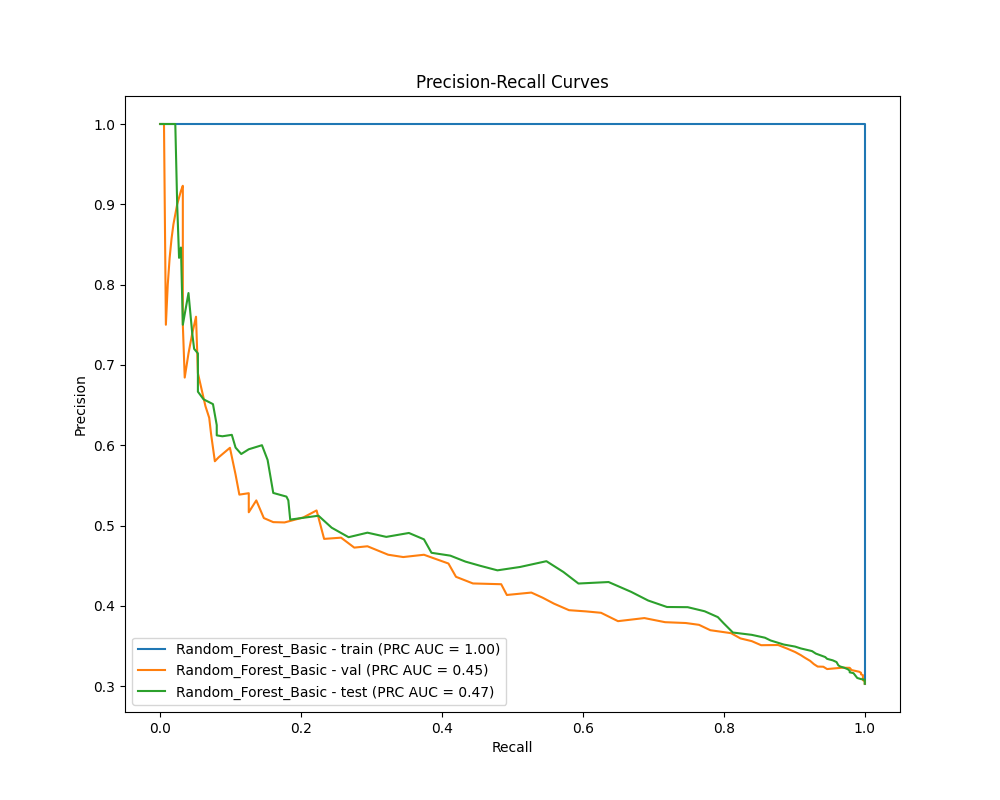 Precision-Recall Curves
1.0
0.9
0.8
0.7
0.6
0.5
0.4
0.3
Precision
Random_Forest_Basic - train (PRC AUC = 1.00)
Random_Forest_Basic - val (PRC AUC = 0.45)
Random_Forest_Basic - test (PRC AUC = 0.47)
0.0 0.2 0.4 0.6 0.8 1.0
Recall